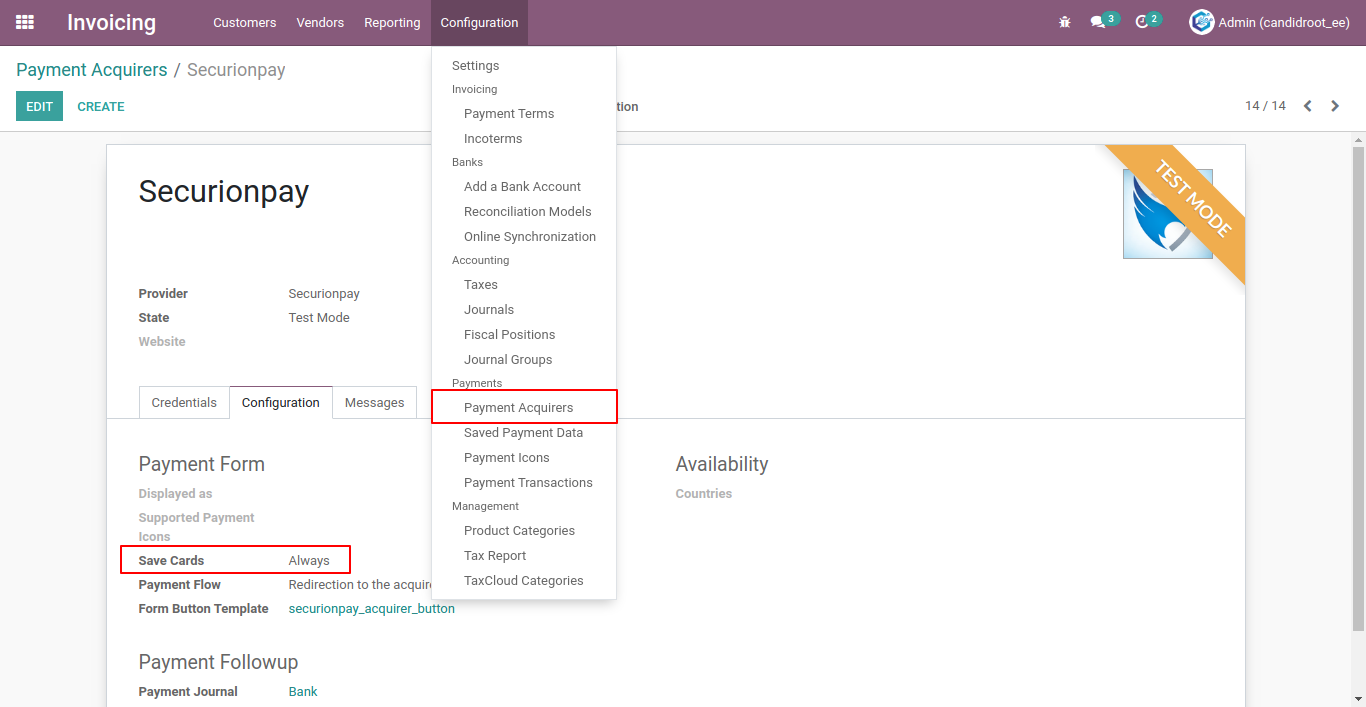 Invoicing Customers Vendors Reporting Configuration 3 2 Admin (candidroot_ee)
Payment Acquirers / Securionpay
EDIT CREATE tion 14 / 14
Settings
Invoicing
Payment Terms
Incoterms
Banks
Add a Bank Account
Reconciliation Models
Online Synchronization
Accounting
Taxes
Journals
Fiscal Positions
Journal Groups
Payments
Payment Acquirers
Saved Payment Data
Payment Icons
Payment Transactions
Management
Product Categories
Tax Report
TaxCloud Categories
Securionpay
TEST MODE
Provider Securionpay
State Test Mode
Website
Credentials Configuration Messages
Payment Form
Displayed as
Supported Payment
Icons
Save Cards Always
Payment Flow Redirection to the acquire
Form Button Template securionpay_acquirer_button
Availability
Countries
Payment Followup
Payment Journal Bank